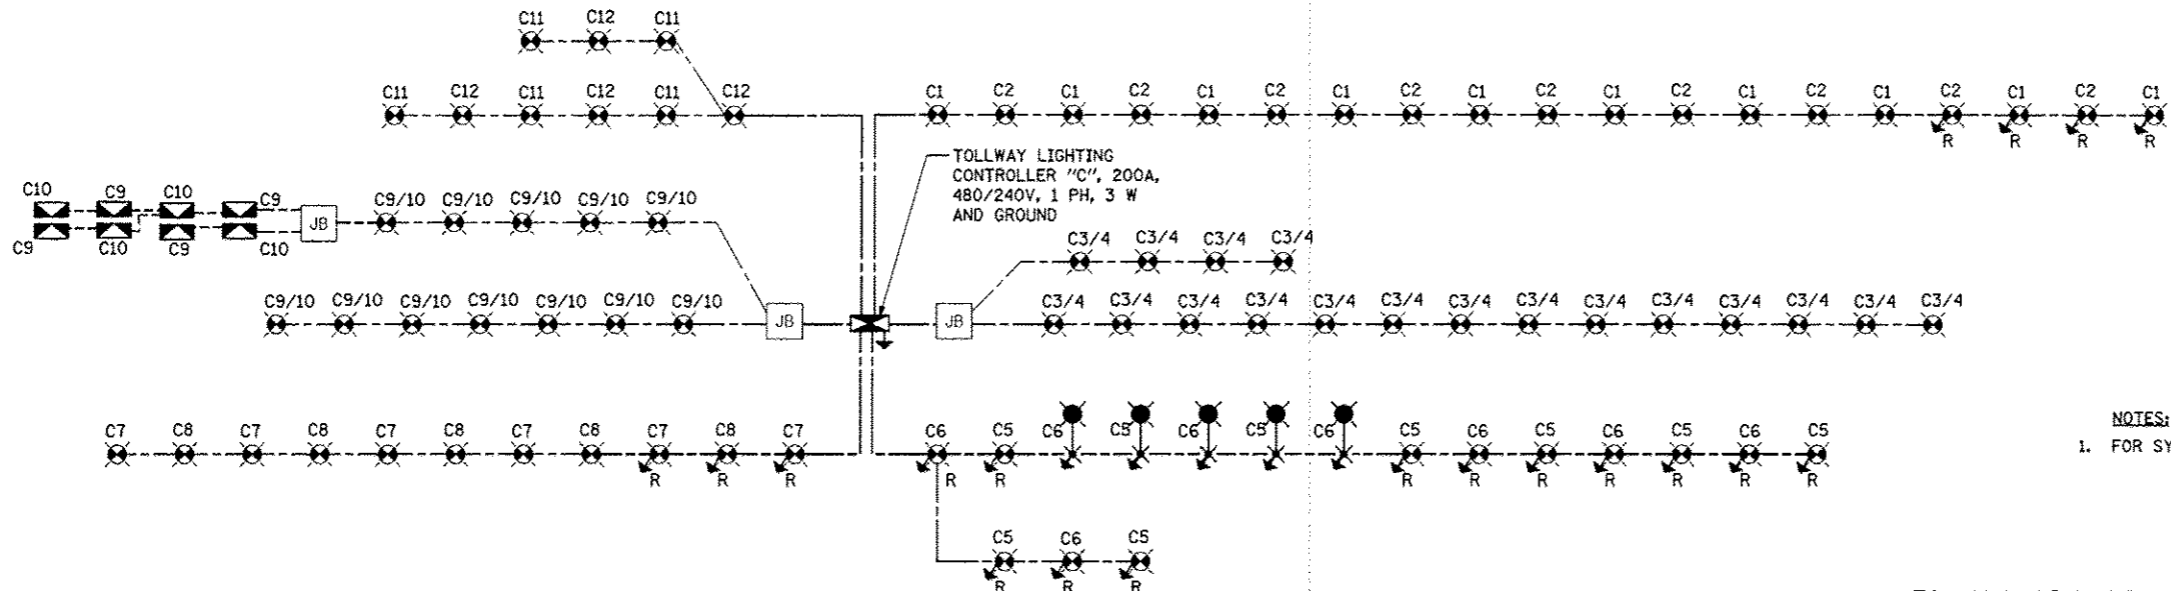 C11 C12 C11
C11 C12 C11 C12 C11 C12
C1 C2 C1 C2 C1 C2 C1 C2 C1 C2 C1 C2 C1 C2 C1 C2 C1 C2 C1
R R R R
TOLLWAY LIGHTING
CONTROLLER "C", 200A,
480/240V, 1 PH, 3 W
AND GROUND
C10 C9 C10 C9
C9 C10 C9 C10
JB
C9/10 C9/10 C9/10 C9/10 C9/10
C3/4 C3/4 C3/4 C3/4
C9/10 C9/10 C9/10 C9/10 C9/10 C9/10 C9/10
JB
JB
C3/4 C3/4 C3/4 C3/4 C3/4 C3/4 C3/4 C3/4 C3/4 C3/4 C3/4 C3/4 C3/4 C3/4
C7 C8 C7 C8 C7 C8 C7 C8 C7 C8 C7
R R R
C6 C5 C6 C5 C6 C5 C6 C5 C6 C5 C6 C5 C6 C5
R R R R R R R R R
C5 C6 C5
R R R
NOTES:
1. FOR SY